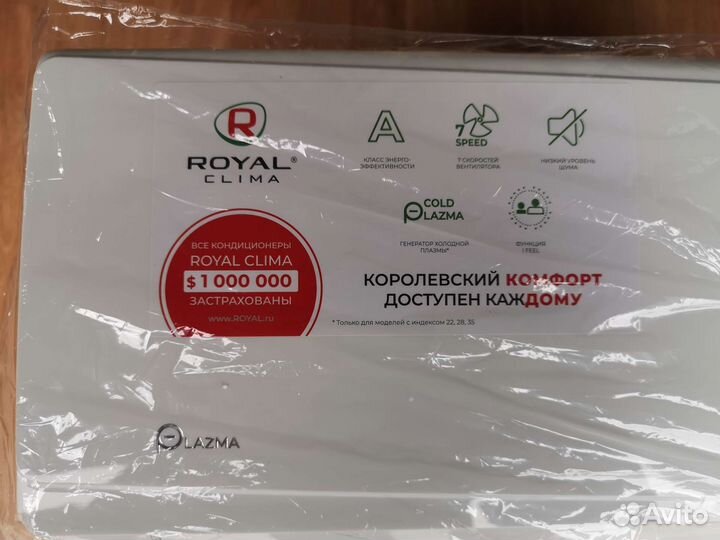 R
ROYAL®
CLIMA
A
КЛАСС ЭНЕРГО-
ЭФФЕКТИВНОСТИ
7
SPEED
7 СКОРОСТЕЙ
ВЕНТИЛЯТОРА
НИЗКИЙ УРОВЕНЬ
ШУМА
COLD
PLAZMA
ГЕНЕРАТОР ХОЛОДНОЙ
ПЛАЗМЫ*
ФУНКЦИЯ
I FEEL
ВСЕ КОНДИЦИОНЕРЫ
ROYAL CLIMA
$ 1 000 000
ЗАСТРАХОВАНЫ
www.ROYAL.ru
КОРОЛЕВСКИЙ КОМФОРТ
ДОСТУПЕН КАЖДОМУ
* Только для моделей с индексом 22, 28, 35
PLAZMA
Avito